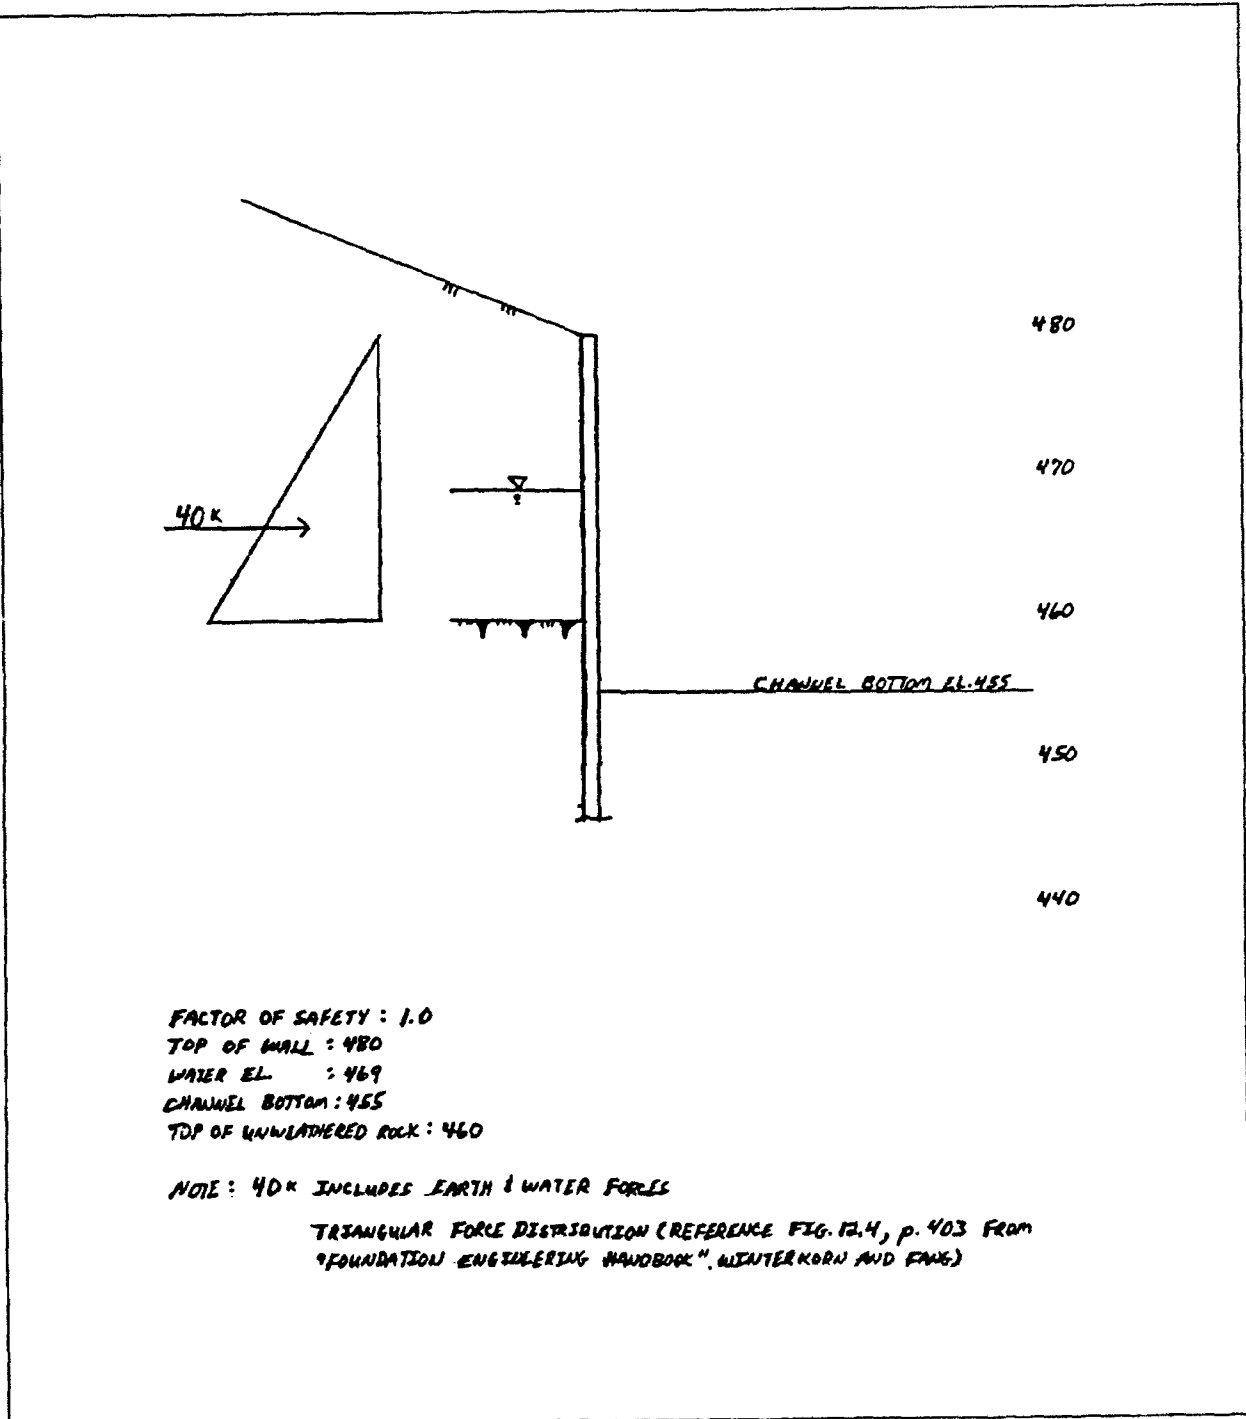 480
470
40K
460
CHANNEL BOTTOM EL.455
450
440
FACTOR OF SAFETY : 1.0
TOP OF WALL : 480
WATER EL. : 469
CHANNEL BOTTOM : 455
TOP OF UNWEATHERED ROCK : 460
NOTE : 40K INCLUDES EARTH & WATER FORCES
TRIANGULAR FORCE DISTRIBUTION (REFERENCE FIG. 12.4, p. 403 FROM
"FOUNDATION ENGINEERING HANDBOOK", WINTERKORN AND FANG)